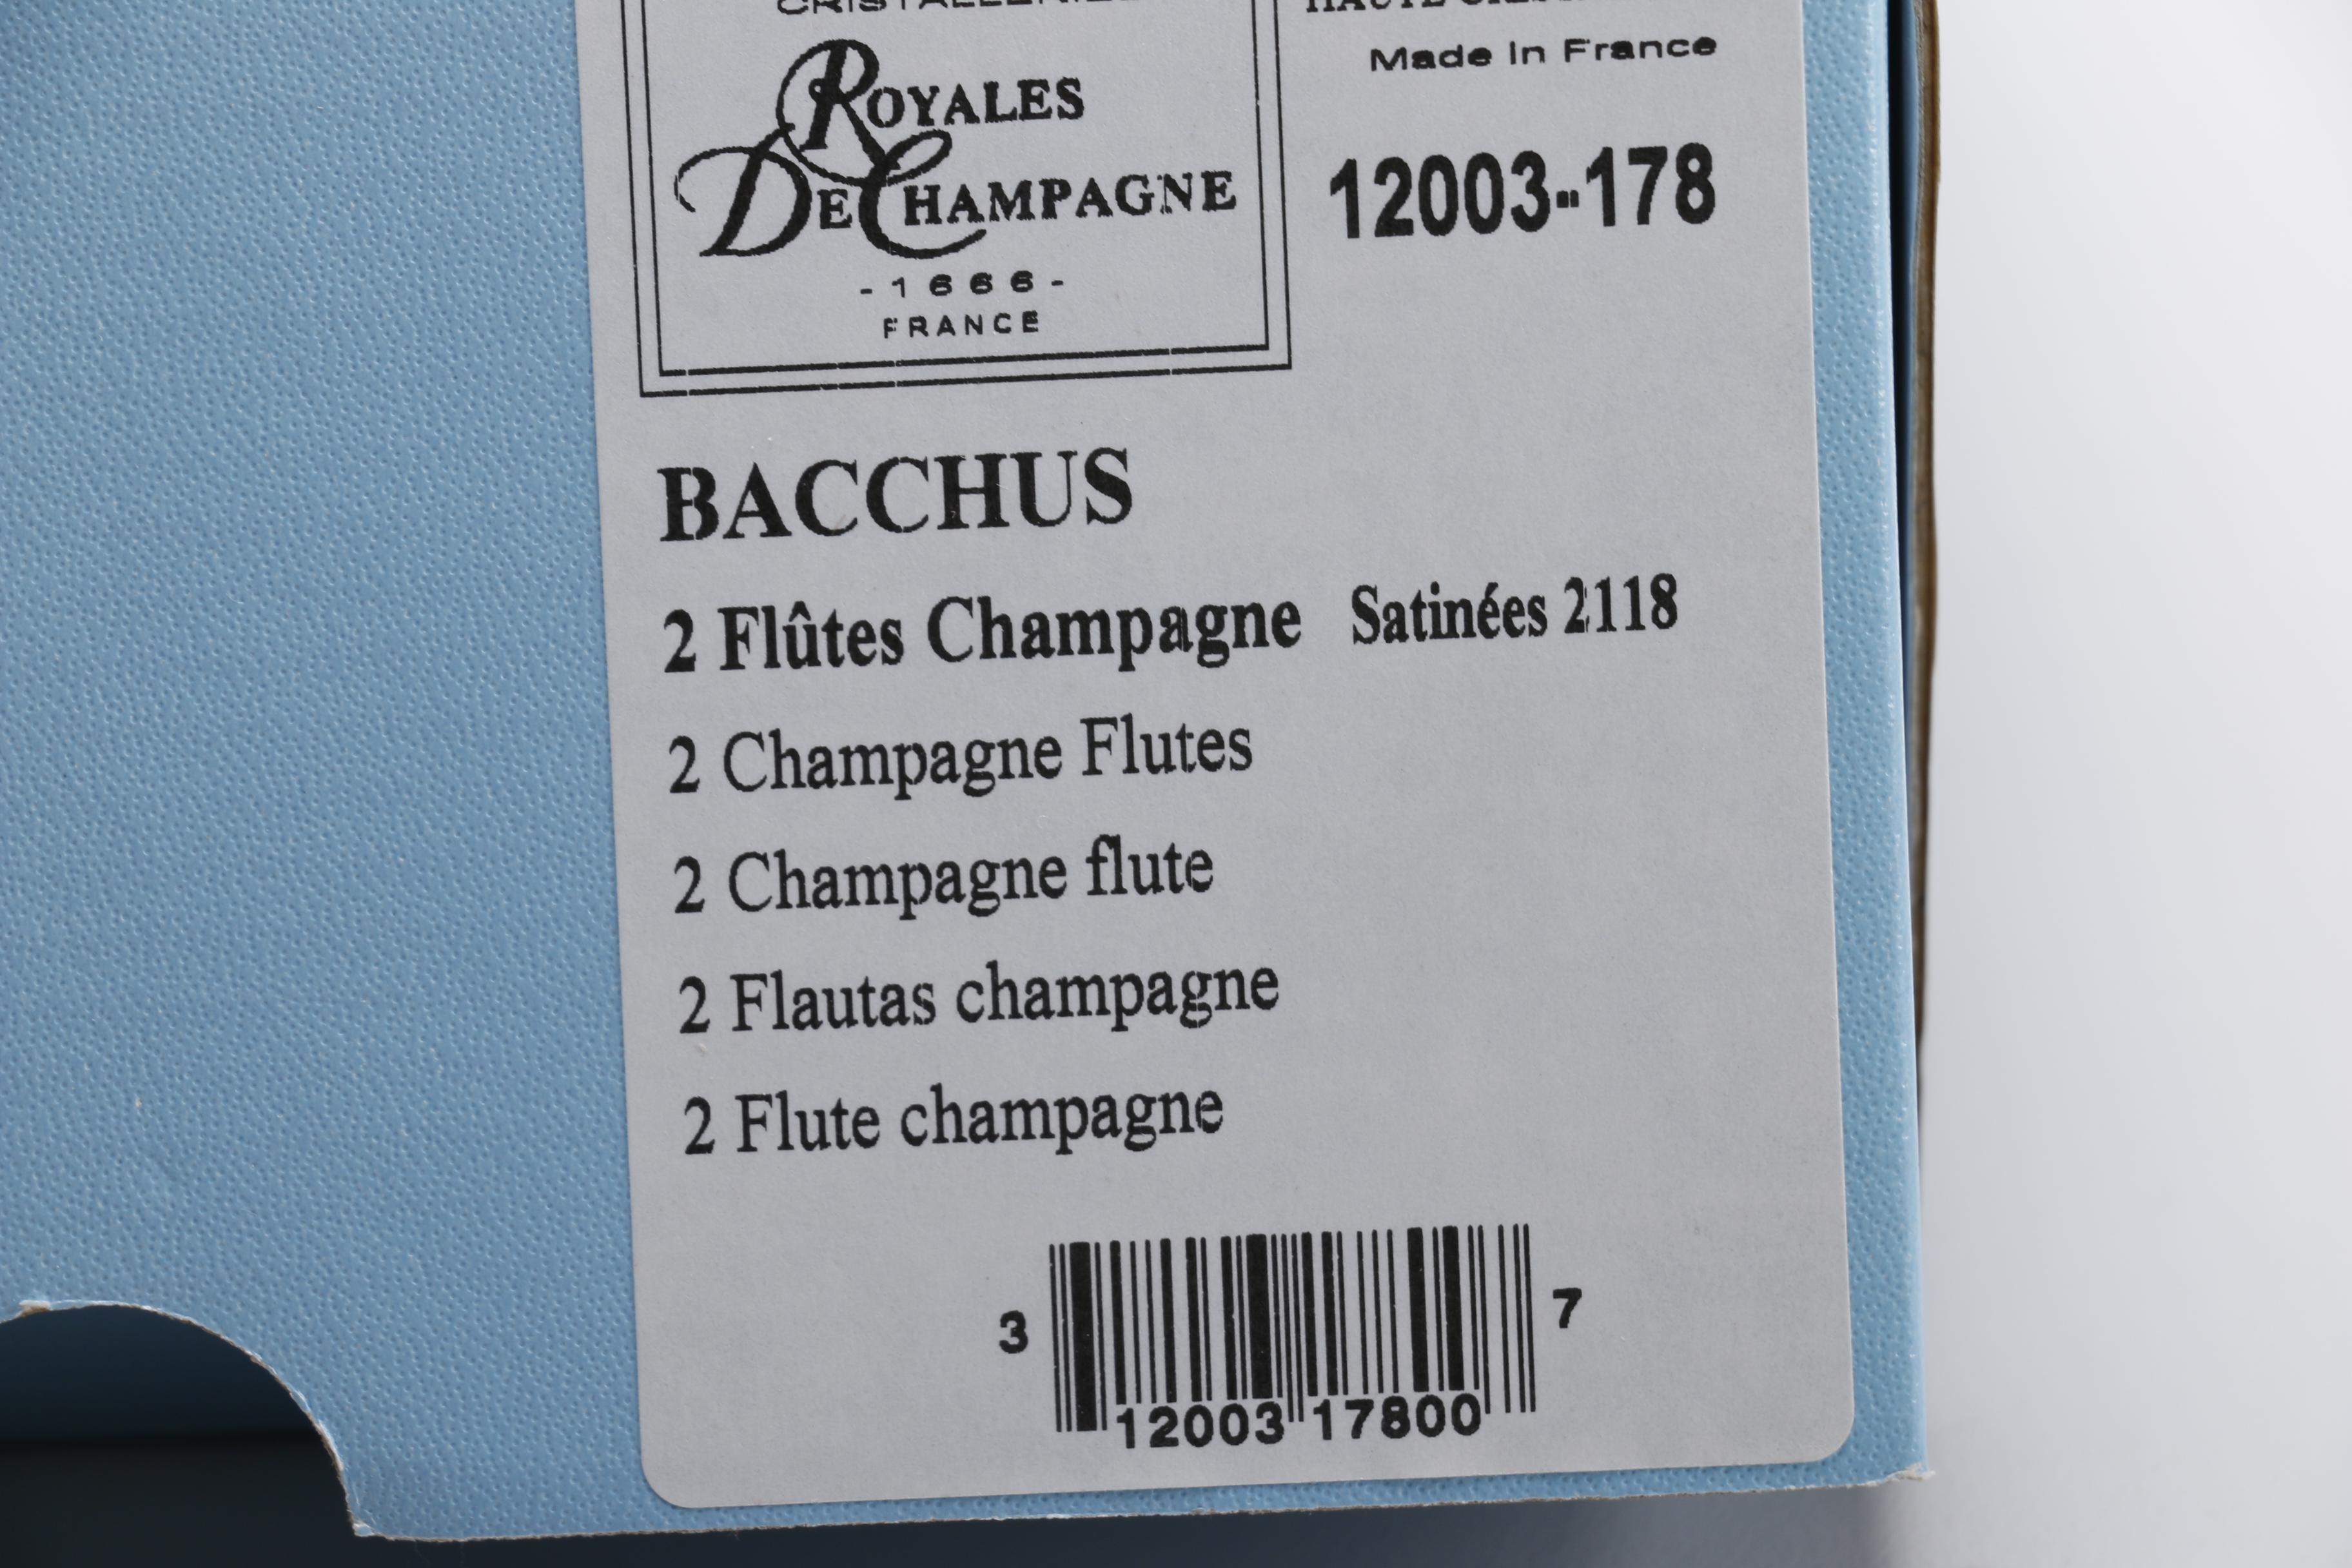 ROYALES
DE CHAMPAGNE
-1666-
FRANCE
Made in France
12003-178
BACCHUS
2 Flûtes Champagne Satinées 2118
2 Champagne Flutes
2 Champagne flute
2 Flautas champagne
2 Flute champagne
3 12003 17800 7